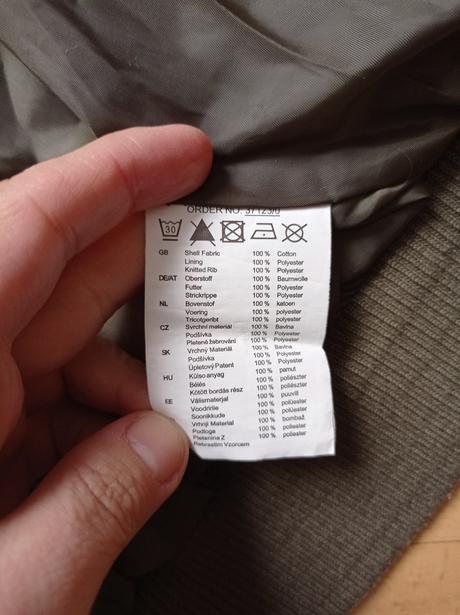 ORDER NO. 37123/0
30
GB Shell Fabric 100 % Cotton
Lining 100 % Polyester
Knitted Rib 100 % Polyester
DE/AT Oberstoff 100 % Baumwolle
Futter 100 % Polyester
Strickrippe 100 % Polyester
NL Bovenstof 100 % katoen
Voering 100 % polyester
Tricotgeribt 100 % polyester
CZ Svrchní materiál 100 % Bavlna
Podšívka 100 % Polyester
Pletené žebrování 100 % Polyester
SK Vrchný Materiál 100 % Bavlna
Podšívka 100 % Polyester
Úpletový Patent 100 % Polyester
HU Külső anyag 100 % pamut
Bélés 100 % poliészter
Kötött bordás rész 100 % poliészter
EE Välismaterjal 100 % puuvill
Voodririie 100 % polüester
Soonikkude 100 % polüester
Vrhnji Material 100 % bombaž
Podloga 100 % poliester
Pletenina Z 100 % poliester
Rebrastim Vzorcem